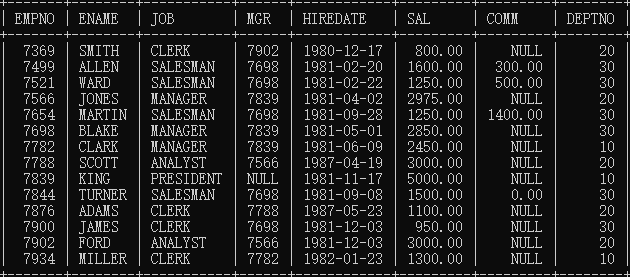 EMPNO | ENAME | JOB | MGR | HIREDATE | SAL | COMM | DEPTNO
7369 | SMITH | CLERK | 7902 | 1980-12-17 | 800.00 | NULL | 20
7499 | ALLEN | SALESMAN | 7698 | 1981-02-20 | 1600.00 | 300.00 | 30
7521 | WARD | SALESMAN | 7698 | 1981-02-22 | 1250.00 | 500.00 | 30
7566 | JONES | MANAGER | 7839 | 1981-04-02 | 2975.00 | NULL | 20
7654 | MARTIN | SALESMAN | 7698 | 1981-09-28 | 1250.00 | 1400.00 | 30
7698 | BLAKE | MANAGER | 7839 | 1981-05-01 | 2850.00 | NULL | 30
7782 | CLARK | MANAGER | 7839 | 1981-06-09 | 2450.00 | NULL | 10
7788 | SCOTT | ANALYST | 7566 | 1987-04-19 | 3000.00 | NULL | 20
7839 | KING | PRESIDENT | NULL | 1981-11-17 | 5000.00 | NULL | 10
7844 | TURNER | SALESMAN | 7698 | 1981-09-08 | 1500.00 | 0.00 | 30
7876 | ADAMS | CLERK | 7788 | 1987-05-23 | 1100.00 | NULL | 20
7900 | JAMES | CLERK | 7698 | 1981-12-03 | 950.00 | NULL | 30
7902 | FORD | ANALYST | 7566 | 1981-12-03 | 3000.00 | NULL | 20
7934 | MILLER | CLERK | 7782 | 1982-01-23 | 1300.00 | NULL | 10